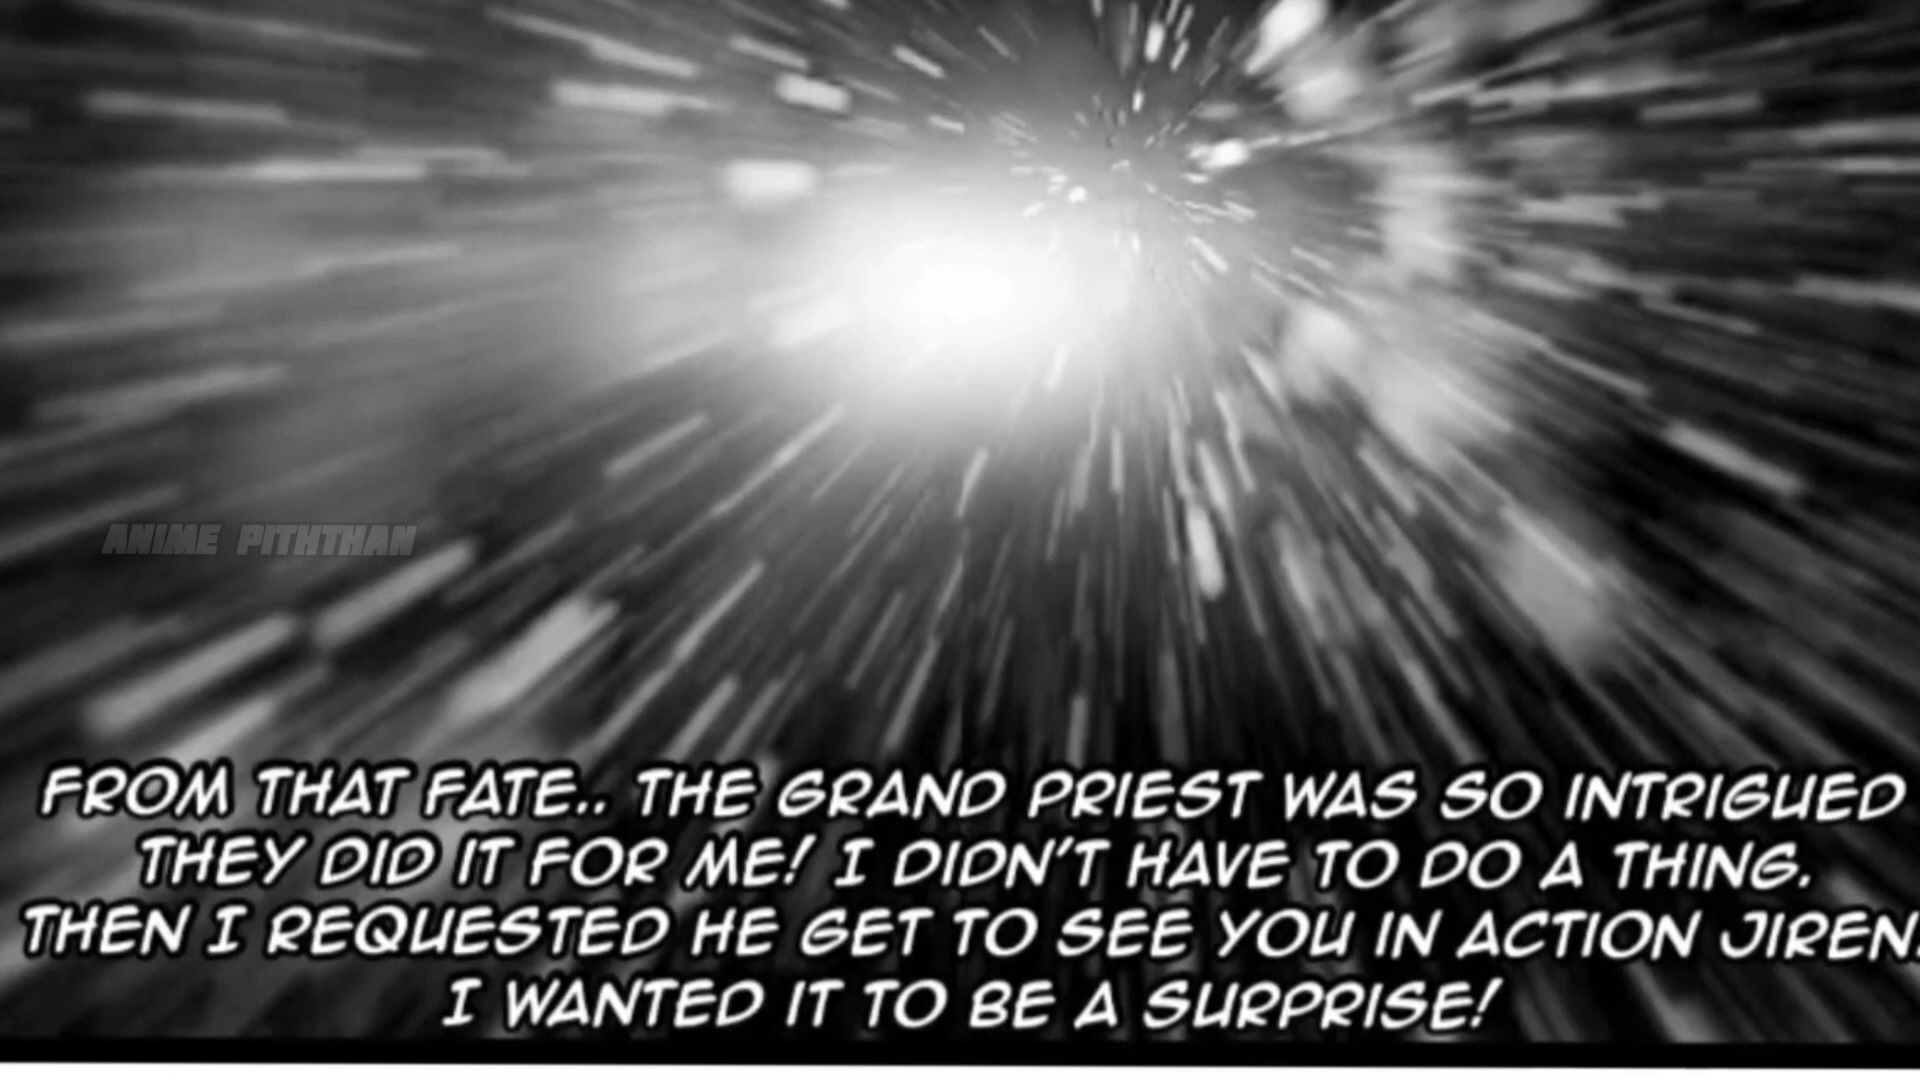 ANIME PITHTHAN
FROM THAT FATE.. THE GRAND PRIEST WAS SO INTRIGUED
THEY DID IT FOR ME! I DIDN'T HAVE TO DO A THING.
THEN I REQUESTED HE GET TO SEE YOU IN ACTION JIREN.
I WANTED IT TO BE A SURPRISE!